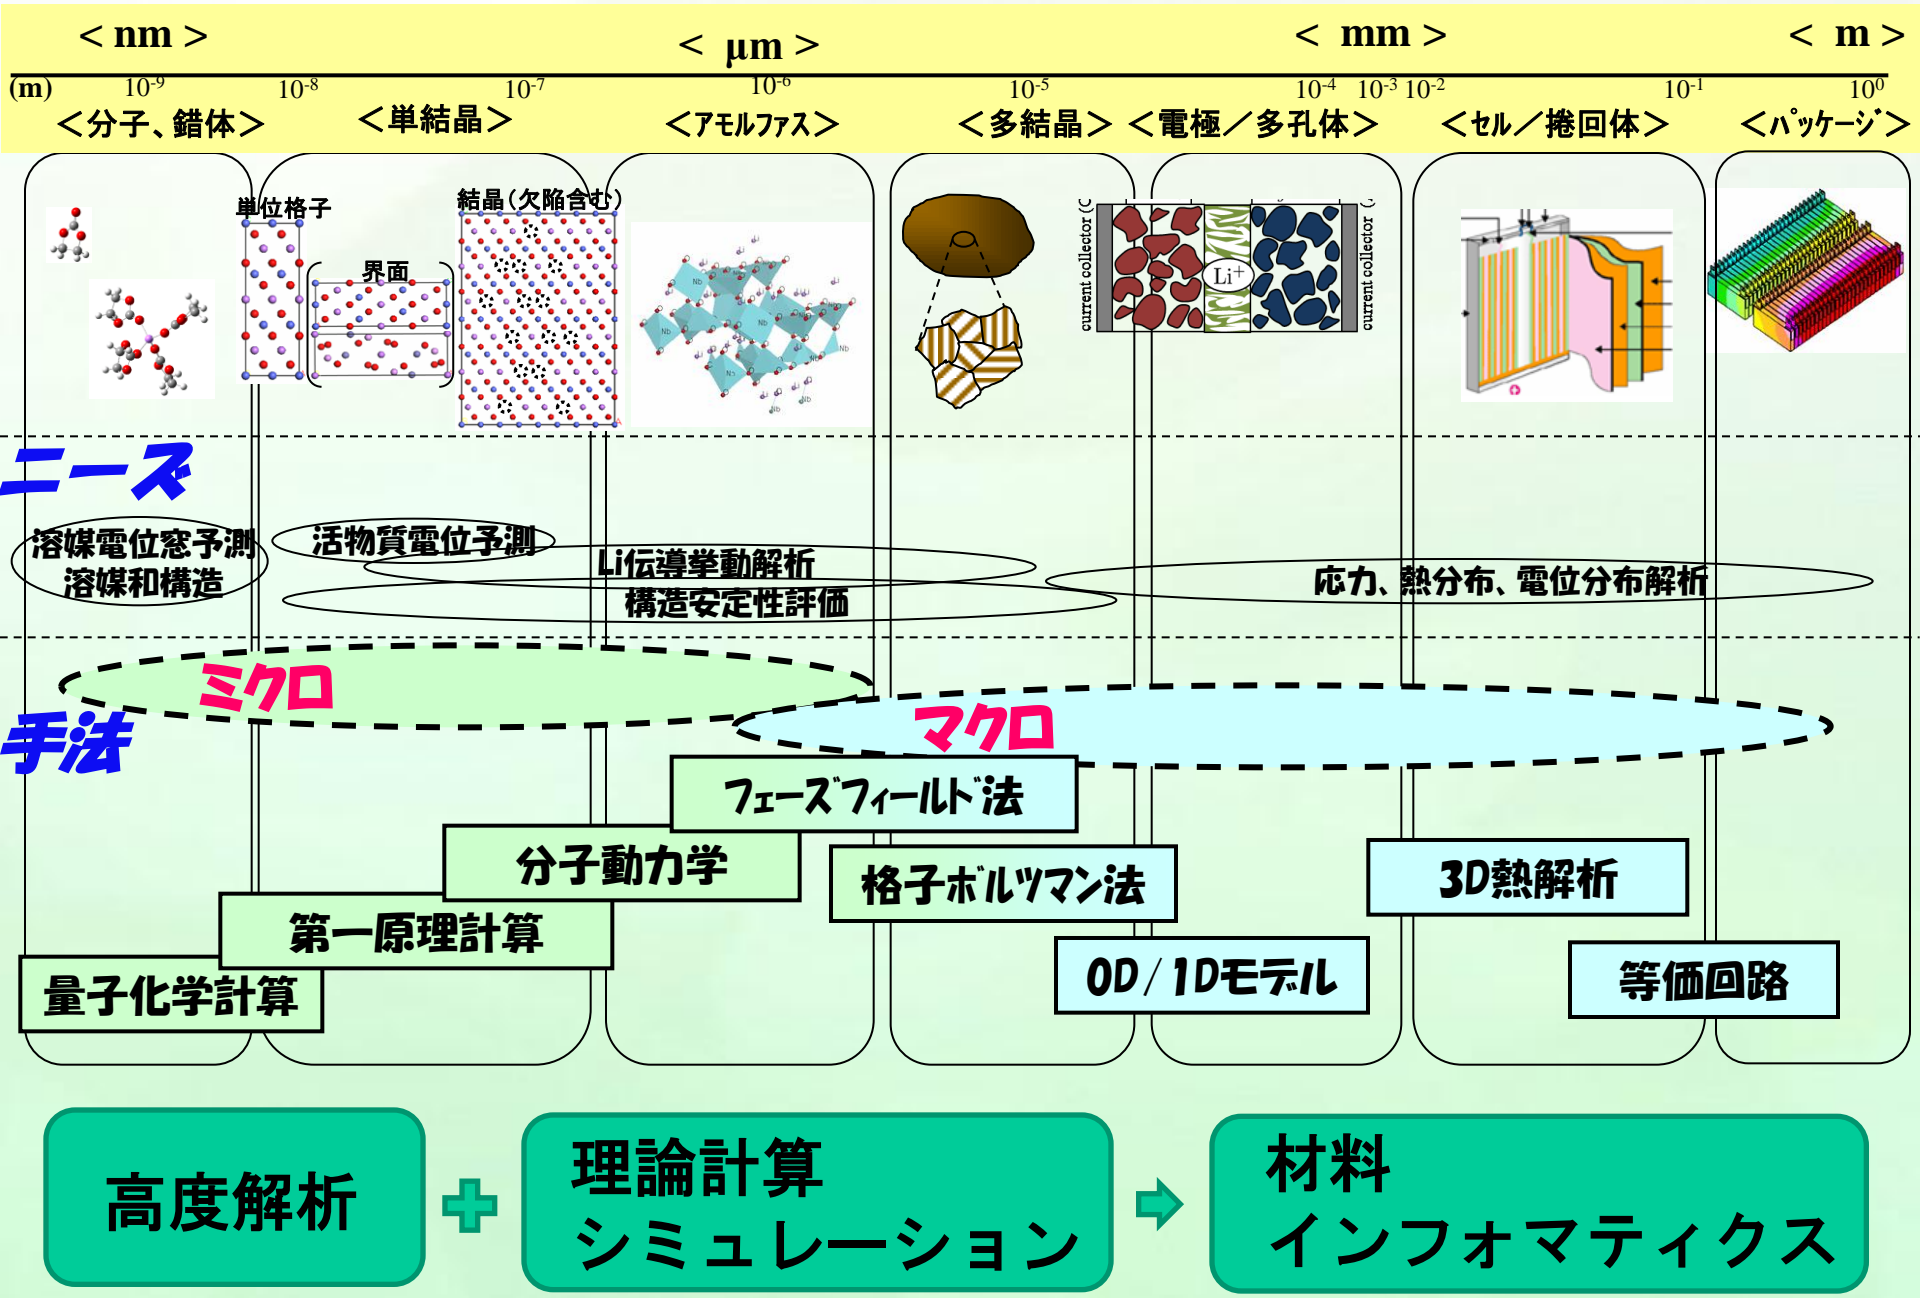 < nm >
< μm >
< mm >
< m >
(m) 10⁻⁹ 10⁻⁸ 10⁻⁷ 10⁻⁶ 10⁻⁵ 10⁻⁴ 10⁻³ 10⁻² 10⁻¹ 10⁰
＜分子、錯体＞ ＜単結晶＞ ＜アモルファス＞ ＜多結晶＞ ＜電極／多孔体＞ ＜セル／捲回体＞ ＜パッケージ＞
単位格子
界面
結晶（欠陥含む）
Nb
Li
current collector (C
Li⁺
current collector (
ニーズ
溶媒電位窓予測
溶媒和構造
活物質電位予測
Li伝導挙動解析
構造安定性評価
応力、熱分布、電位分布解析
手法
ミクロ
マクロ
フェーズフィールド法
分子動力学
格子ボルツマン法
3D熱解析
第一原理計算
0D/1Dモデル
等価回路
量子化学計算
高度解析
理論計算
シミュレーション
材料
インフォマティクス